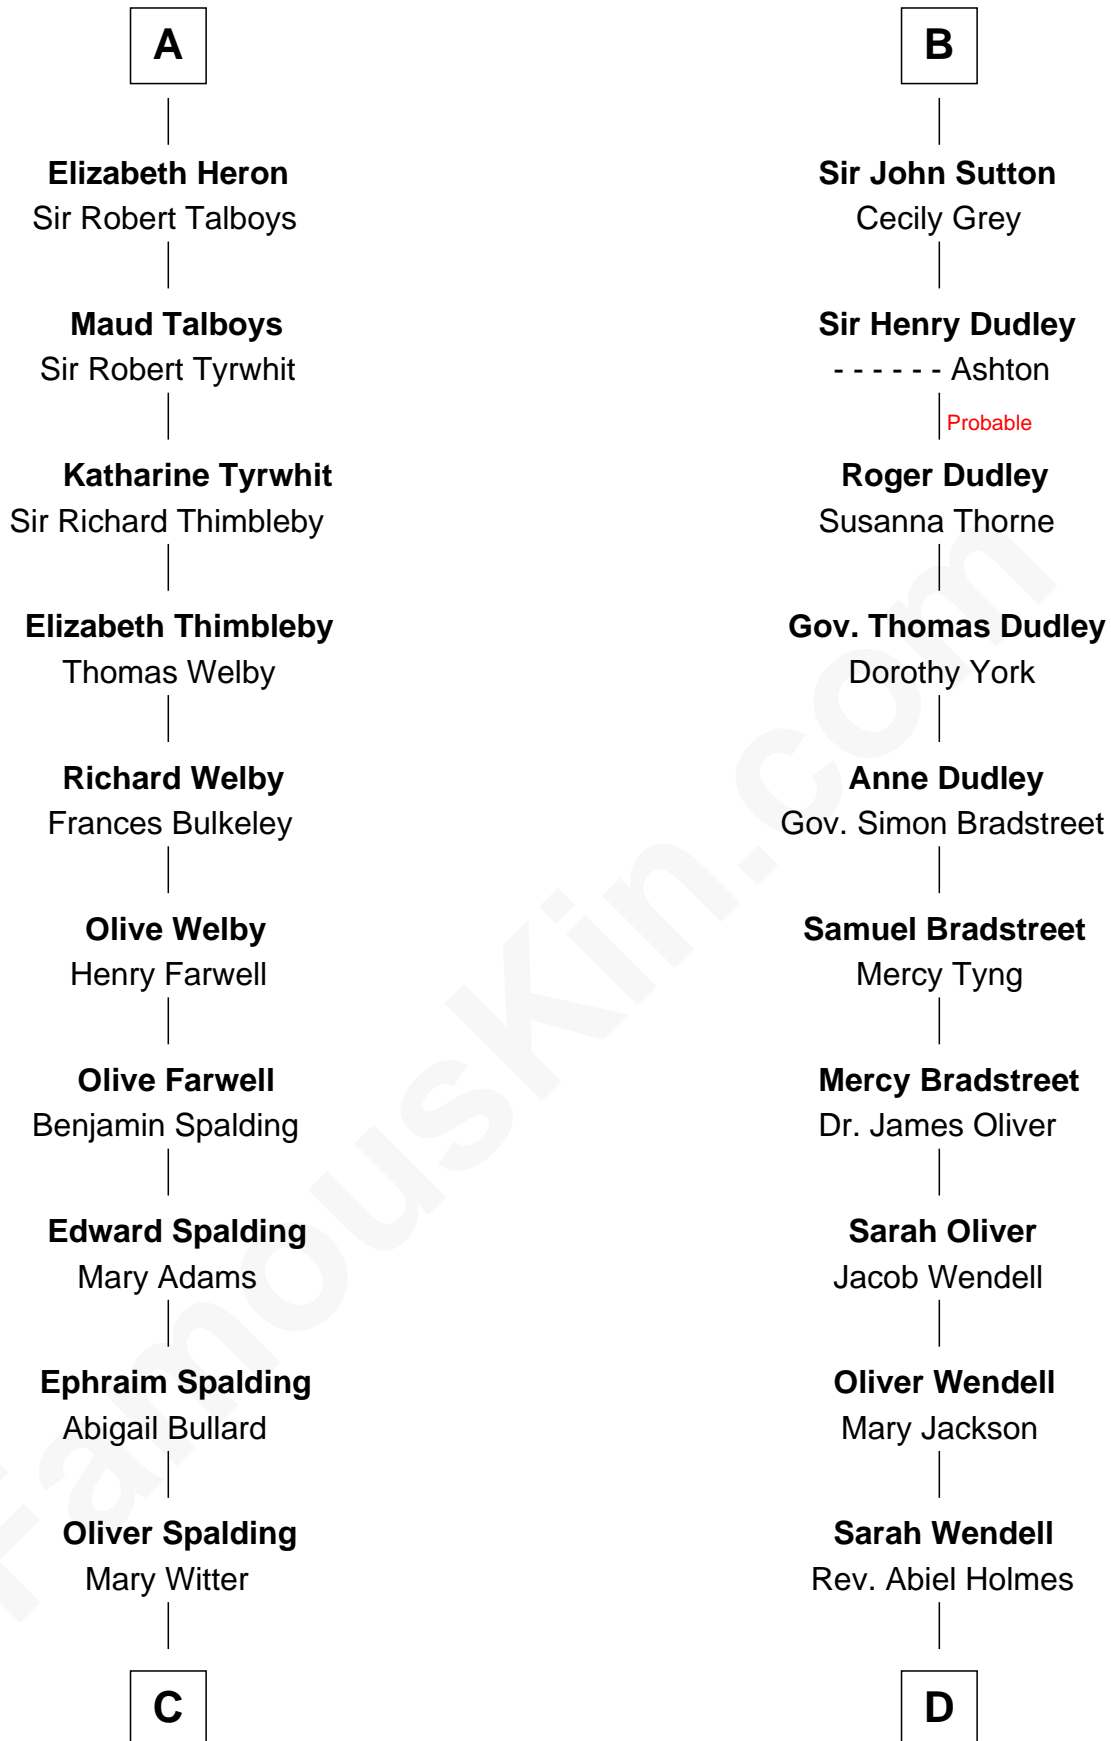 A
Elizabeth Heron
Sir Robert Talboys
Maud Talboys
Sir Robert Tyrwhit
Katharine Tyrwhit
Sir Richard Thimbleby
Elizabeth Thimbleby
Thomas Welby
Richard Welby
Frances Bulkeley
Olive Welby
Henry Farwell
Olive Farwell
Benjamin Spalding
Edward Spalding
Mary Adams
Ephraim Spalding
Abigail Bullard
Oliver Spalding
Mary Witter
C
B
Sir John Sutton
Cecily Grey
Sir Henry Dudley
- - - - - - Ashton
Probable
Roger Dudley
Susanna Thorne
Gov. Thomas Dudley
Dorothy York
Anne Dudley
Gov. Simon Bradstreet
Samuel Bradstreet
Mercy Tyng
Mercy Bradstreet
Dr. James Oliver
Sarah Oliver
Jacob Wendell
Oliver Wendell
Mary Jackson
Sarah Wendell
Rev. Abiel Holmes
D
FamousKin.com